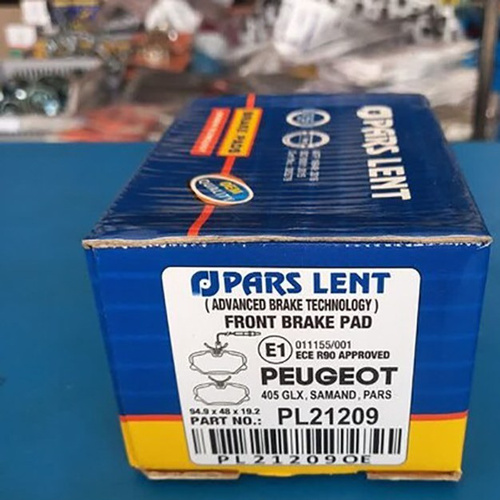 PARS LENT
BRAKE PADS
OEM
PARS LENT
(ADVANCED BRAKE TECHNOLOGY)
FRONT BRAKE PAD
E1
011155/001
ECE R90 APPROVED
PEUGEOT
405 GLX, SAMAND, PARS
94.9 x 48 x 19.2
PART NO.: PL21209
PL21209OE